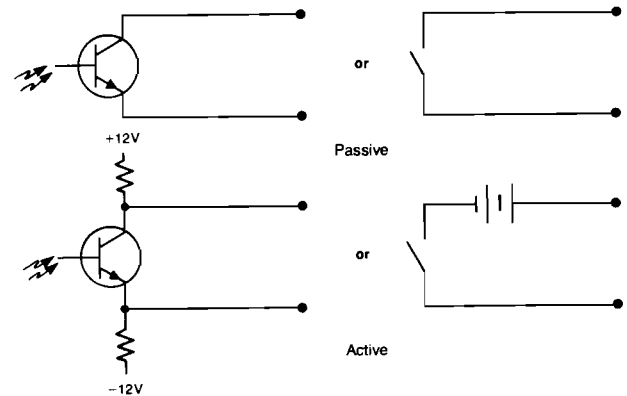 or
Passive
+12V
or
Active
−12V